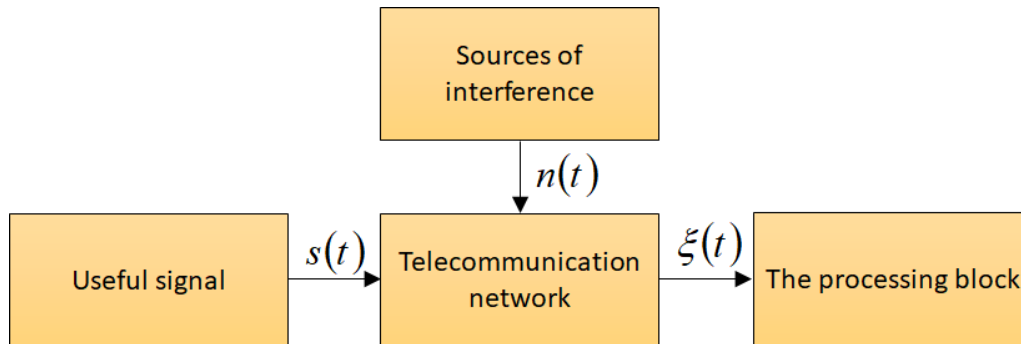 Sources of
interference
n(t)
Useful signal
s(t)
Telecommunication
network
ξ(t)
The processing block